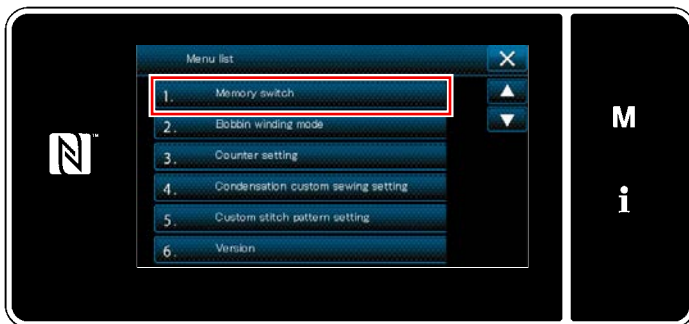 Menu list
1. Memory switch
2. Bobbin winding mode
3. Counter setting
4. Condensation custom sewing setting
5. Custom stitch pattern setting
6. Version
M
i